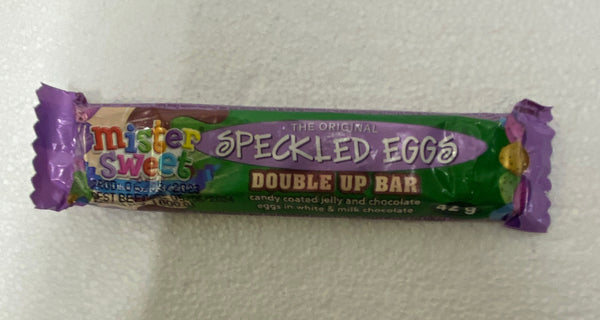 mister
sweet
THE ORIGINAL
SPECKLED EGGS
DOUBLE UP BAR
candy coated jelly and chocolate
eggs in white & milk chocolate
42 g